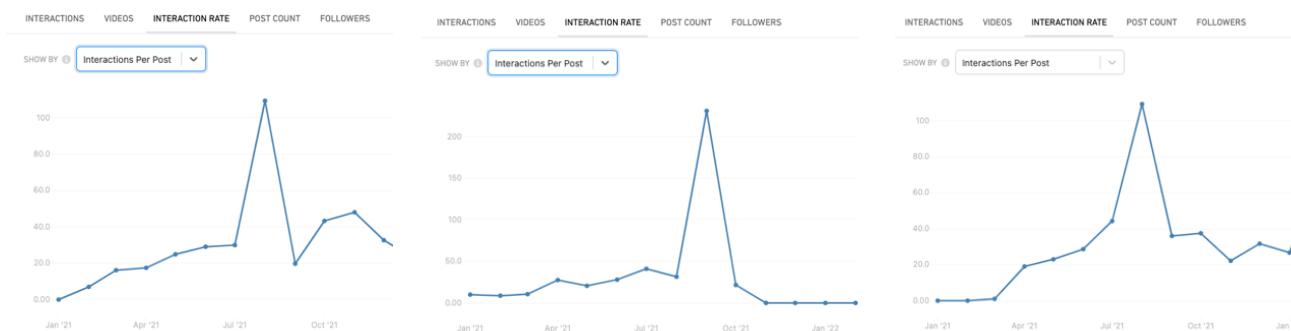 INTERACTIONS VIDEOS INTERACTION RATE POST COUNT FOLLOWERS
SHOW BY Interactions Per Post
100
80.0
60.0
40.0
20.0
0.00
Jan '21 Apr '21 Jul '21 Oct '21
INTERACTIONS VIDEOS INTERACTION RATE POST COUNT FOLLOWERS
SHOW BY Interactions Per Post
200
150
100
50.0
0.00
Jan '21 Apr '21 Jul '21 Oct '21 Jan '22
INTERACTIONS VIDEOS INTERACTION RATE POST COUNT FOLLOWERS
SHOW BY Interactions Per Post
100
80.0
60.0
40.0
20.0
0.00
Jan '21 Apr '21 Jul '21 Oct '21 Jan